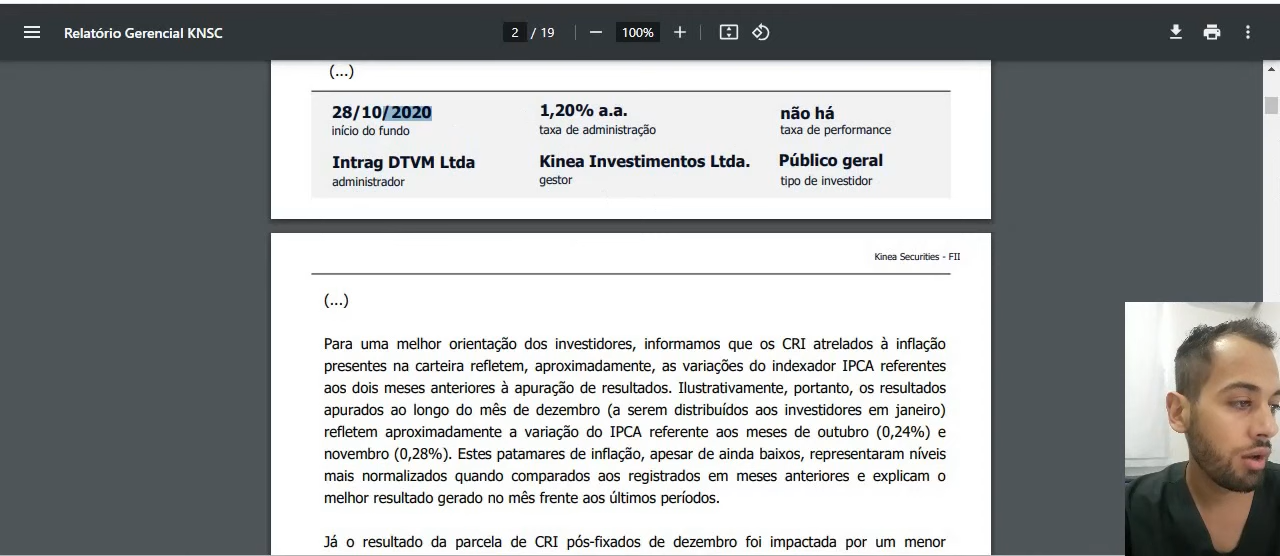 Relatório Gerencial KNSC
2 / 19
100%
(...)
28/10/2020
início do fundo
1,20% a.a.
taxa de administração
não há
taxa de performance
Intrag DTVM Ltda
administrador
Kinea Investimentos Ltda.
gestor
Público geral
tipo de investidor
Kinea Securities - FII
(...)
Para uma melhor orientação dos investidores, informamos que os CRI atrelados à inflação
presentes na carteira refletem, aproximadamente, as variações do indexador IPCA referentes
aos dois meses anteriores à apuração de resultados. Ilustrativamente, portanto, os resultados
apurados ao longo do mês de dezembro (a serem distribuídos aos investidores em janeiro)
refletem aproximadamente a variação do IPCA referente aos meses de outubro (0,24%) e
novembro (0,28%). Estes patamares de inflação, apesar de ainda baixos, representaram níveis
mais normalizados quando comparados aos registrados em meses anteriores e explicam o
melhor resultado gerado no mês frente aos últimos períodos.
Já o resultado da parcela de CRI pós-fixados de dezembro foi impactada por um menor